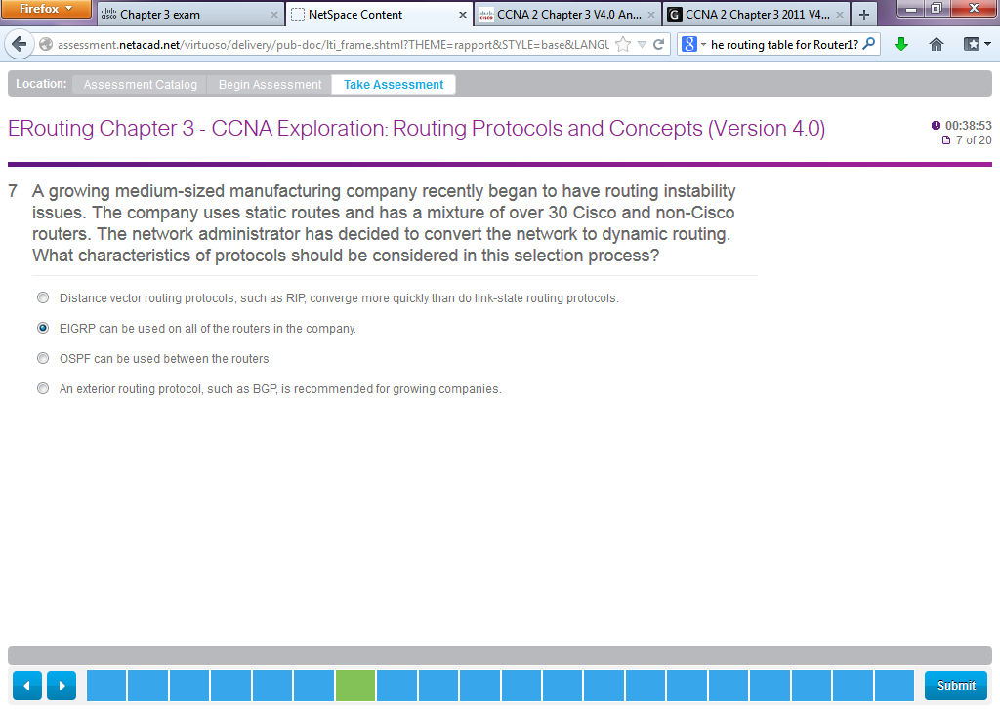 Firefox
Chapter 3 exam
NetSpace Content
CCNA 2 Chapter 3 V4.0 An...
CCNA 2 Chapter 3 2011 V4...
assessment.netacad.net/virtuoso/delivery/pub-doc/lti_frame.shtml?THEME=rapport&STYLE=base&LANGU
he routing table for Router1?
Location: Assessment Catalog Begin Assessment Take Assessment
ERouting Chapter 3 - CCNA Exploration: Routing Protocols and Concepts (Version 4.0)
00:38:53
7 of 20
7 A growing medium-sized manufacturing company recently began to have routing instability
issues. The company uses static routes and has a mixture of over 30 Cisco and non-Cisco
routers. The network administrator has decided to convert the network to dynamic routing.
What characteristics of protocols should be considered in this selection process?
Distance vector routing protocols, such as RIP, converge more quickly than do link-state routing protocols.
EIGRP can be used on all of the routers in the company.
OSPF can be used between the routers.
An exterior routing protocol, such as BGP, is recommended for growing companies.
Submit